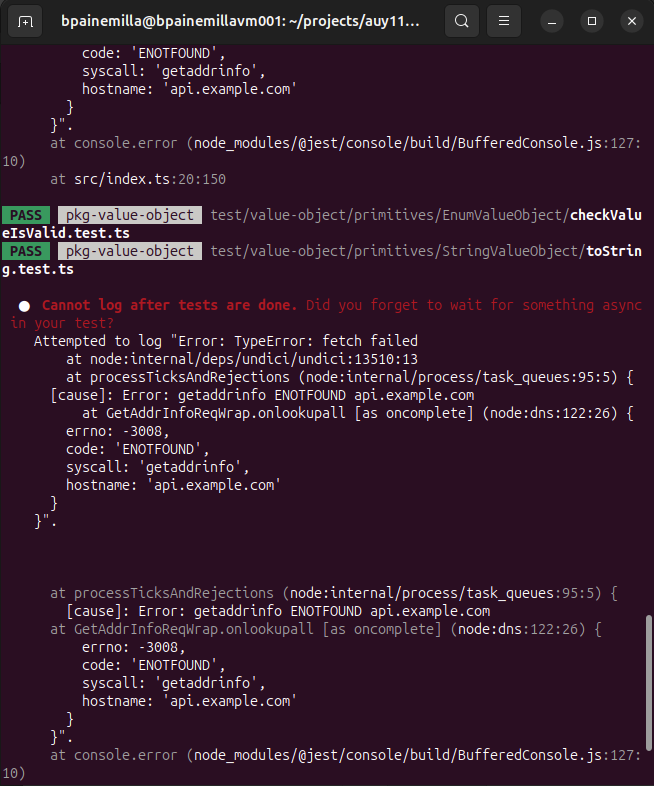 bpainemilla@bpainemillavm001: ~/projects/auy11...
code: 'ENOTFOUND',
syscall: 'getaddrinfo',
hostname: 'api.example.com'
}
}".
at console.error (node_modules/@jest/console/build/BufferedConsole.js:127:
10)
at src/index.ts:20:150
PASS pkg-value-object test/value-object/primitives/EnumValueObject/checkValu
eIsValid.test.ts
PASS pkg-value-object test/value-object/primitives/StringValueObject/toStrin
g.test.ts
● Cannot log after tests are done. Did you forget to wait for something async
in your test?
Attempted to log "Error: TypeError: fetch failed
at node:internal/deps/undici/undici:13510:13
at processTicksAndRejections (node:internal/process/task_queues:95:5) {
[cause]: Error: getaddrinfo ENOTFOUND api.example.com
at GetAddrInfoReqWrap.onlookupall [as oncomplete] (node:dns:122:26) {
errno: -3008,
code: 'ENOTFOUND',
syscall: 'getaddrinfo',
hostname: 'api.example.com'
}
}".
at processTicksAndRejections (node:internal/process/task_queues:95:5) {
[cause]: Error: getaddrinfo ENOTFOUND api.example.com
at GetAddrInfoReqWrap.onlookupall [as oncomplete] (node:dns:122:26) {
errno: -3008,
code: 'ENOTFOUND',
syscall: 'getaddrinfo',
hostname: 'api.example.com'
}
}".
at console.error (node_modules/@jest/console/build/BufferedConsole.js:127:
10)